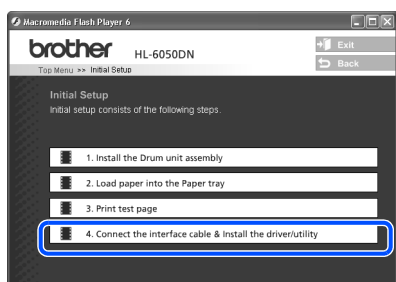 Macromedia Flash Player 6
brother HL-6050DN
Exit
Back
Top Menu >> Initial Setup
Initial Setup
Initial setup consists of the following steps.
1. Install the Drum unit assembly
2. Load paper into the Paper tray
3. Print test page
4. Connect the interface cable & Install the driver/utility